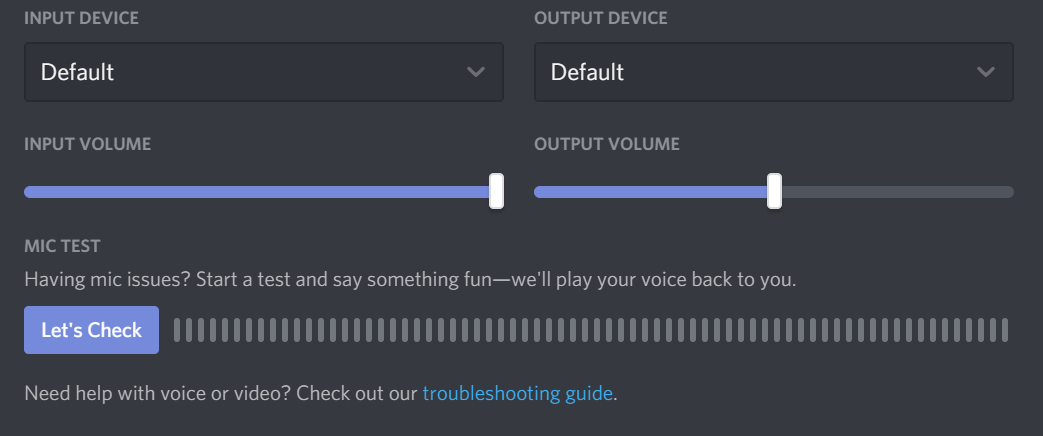 INPUT DEVICE
OUTPUT DEVICE
Default
Default
INPUT VOLUME
OUTPUT VOLUME
MIC TEST
Having mic issues? Start a test and say something fun—we'll play your voice back to you.
Let's Check
Need help with voice or video? Check out our troubleshooting guide.